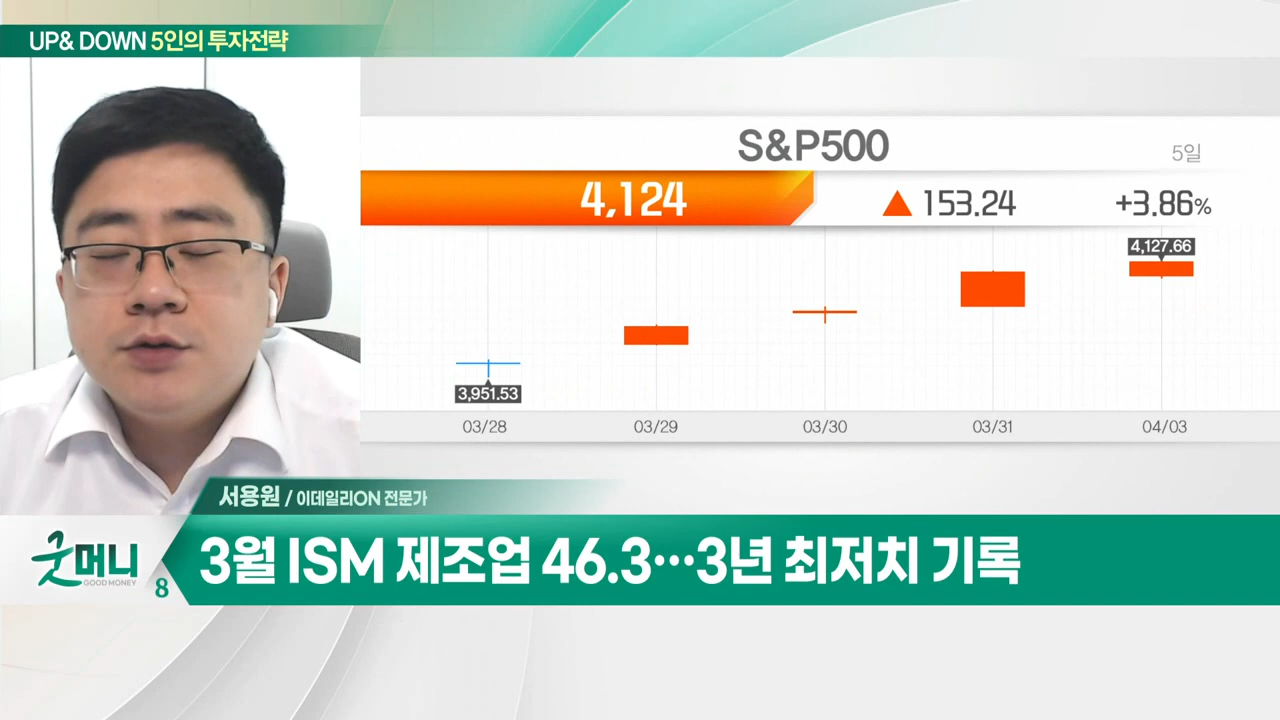 UP& DOWN 5인의 투자전략
S&P500
5일
4,124
▲ 153.24
+3.86%
4,127.66
3,951.53
03/28 03/29 03/30 03/31 04/03
서용원 / 이데일리ON 전문가
굿머니
GOOD MONEY
8
3월 ISM 제조업 46.3…3년 최저치 기록